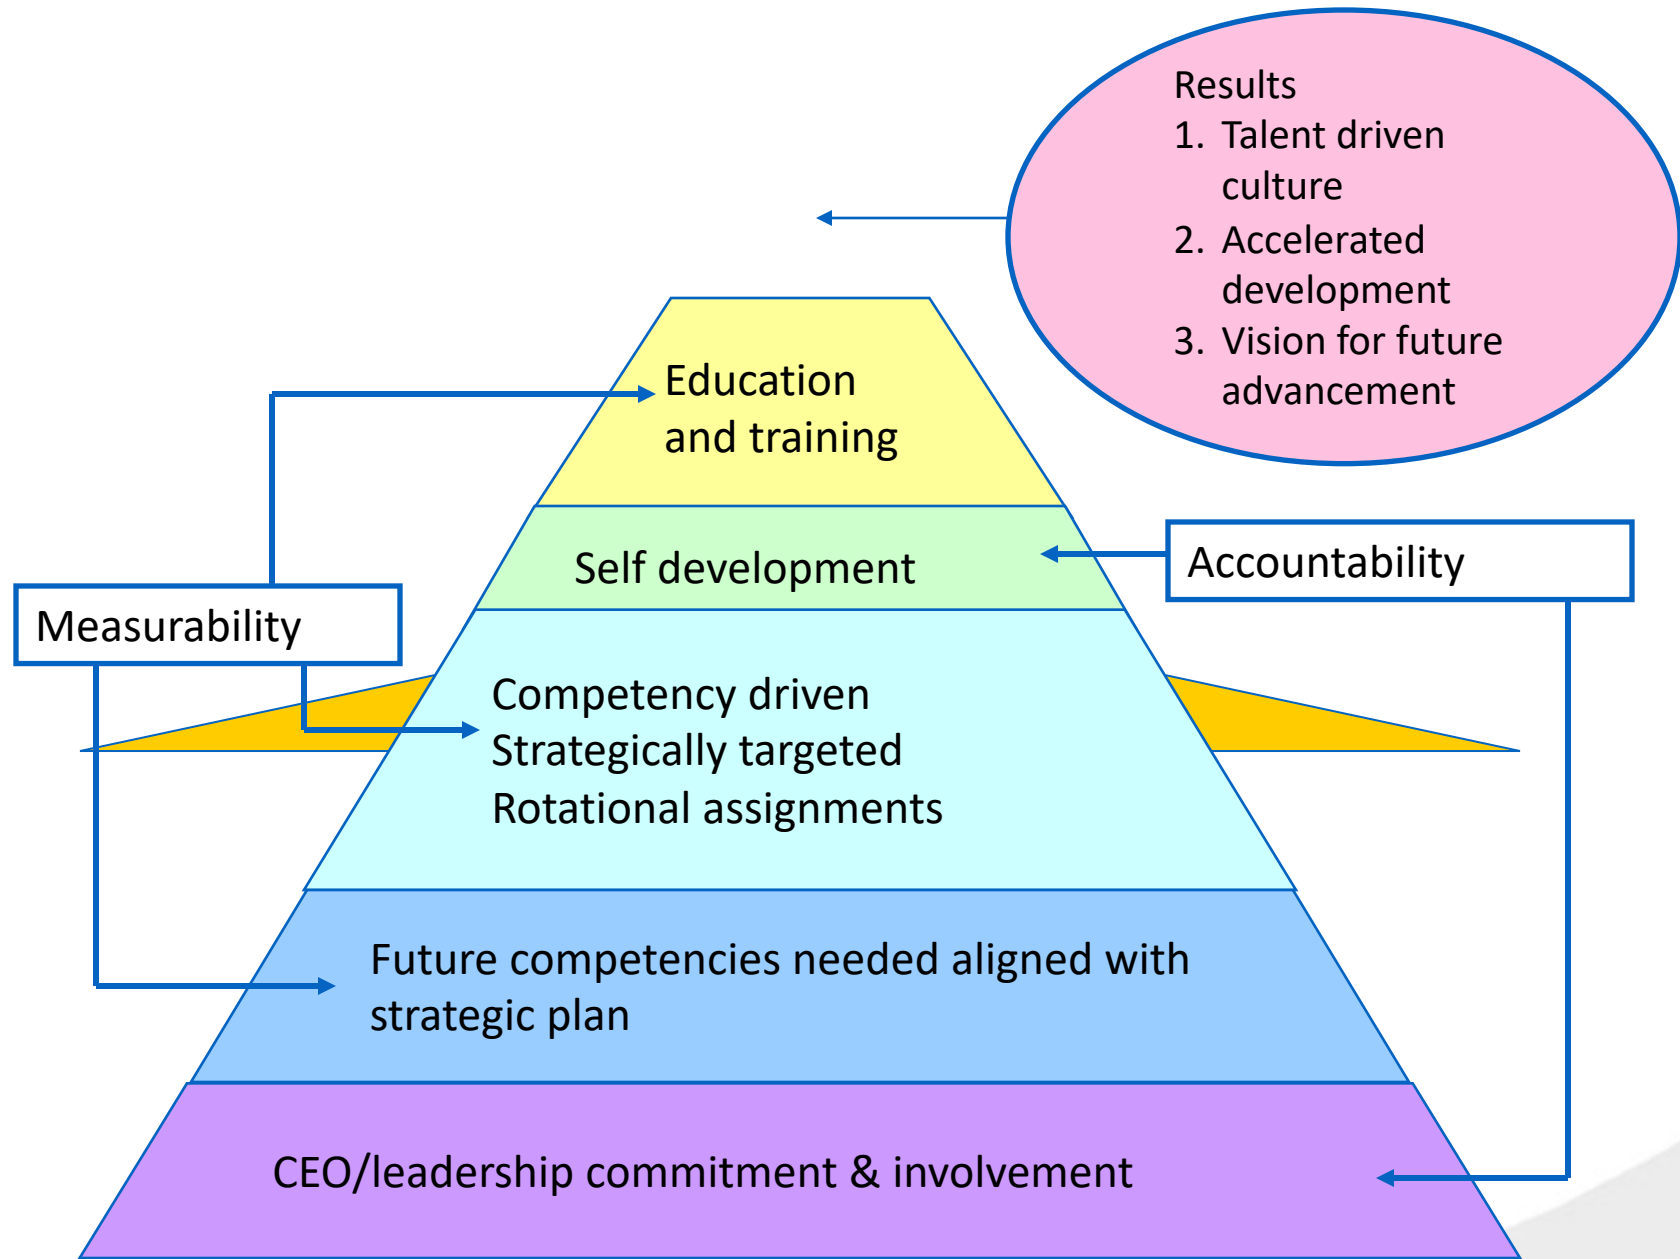 Results
1. Talent driven
culture
2. Accelerated
development
3. Vision for future
advancement
Education
and training
Self development
Accountability
Measurability
Competency driven
Strategically targeted
Rotational assignments
Future competencies needed aligned with
strategic plan
CEO/leadership commitment & involvement